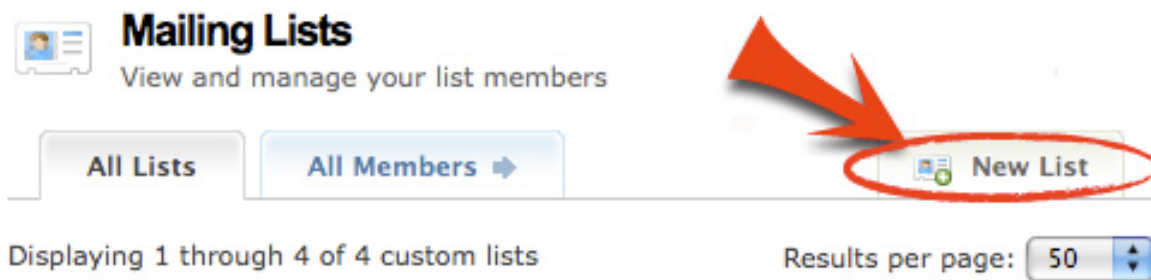 Mailing Lists
View and manage your list members
All Lists
All Members
New List
Displaying 1 through 4 of 4 custom lists
Results per page: 50